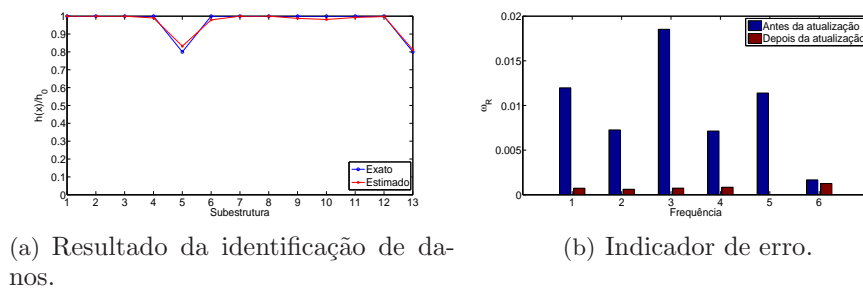 1
0.9
0.8
0.7
0.6
0.5
0.4
0.3
0.2
0.1
0
h(x)/h0
1 2 3 4 5 6 7 8 9 10 11 12 13
Subestrutura
Exato
Estimado
(a) Resultado da identificação de da-
nos.
0.02
0.015
0.01
0.005
0
ωR
1 2 3 4 5 6
Frequência
Antes da atualização
Depois da atualização
(b) Indicador de erro.